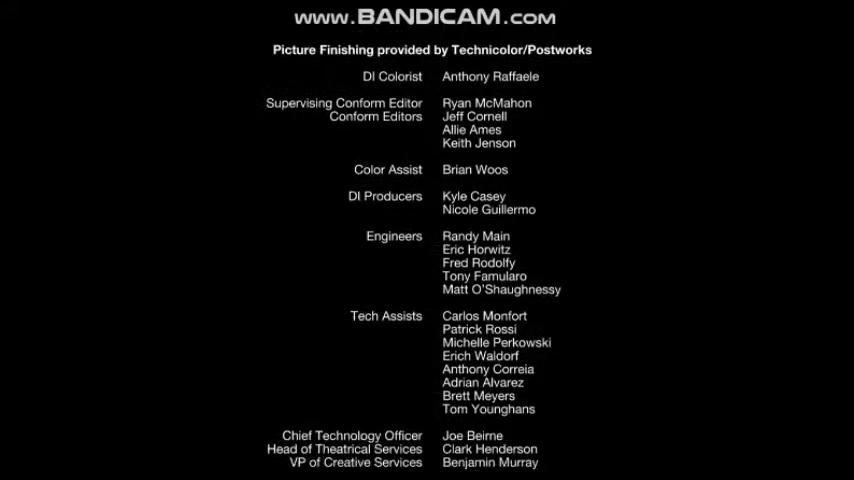 www.BANDICAM.com
Picture Finishing provided by Technicolor/Postworks
DI Colorist Anthony Raffaele
Supervising Conform Editor Ryan McMahon
Conform Editors Jeff Cornell
Allie Ames
Keith Jenson
Color Assist Brian Woos
DI Producers Kyle Casey
Nicole Guillermo
Engineers Randy Main
Eric Horwitz
Fred Rodolfy
Tony Famularo
Matt O'Shaughnessy
Tech Assists Carlos Monfort
Patrick Rossi
Michelle Perkowski
Erich Waldorf
Anthony Correia
Adrian Alvarez
Brett Meyers
Tom Younghans
Chief Technology Officer Joe Beirne
Head of Theatrical Services Clark Henderson
VP of Creative Services Benjamin Murray